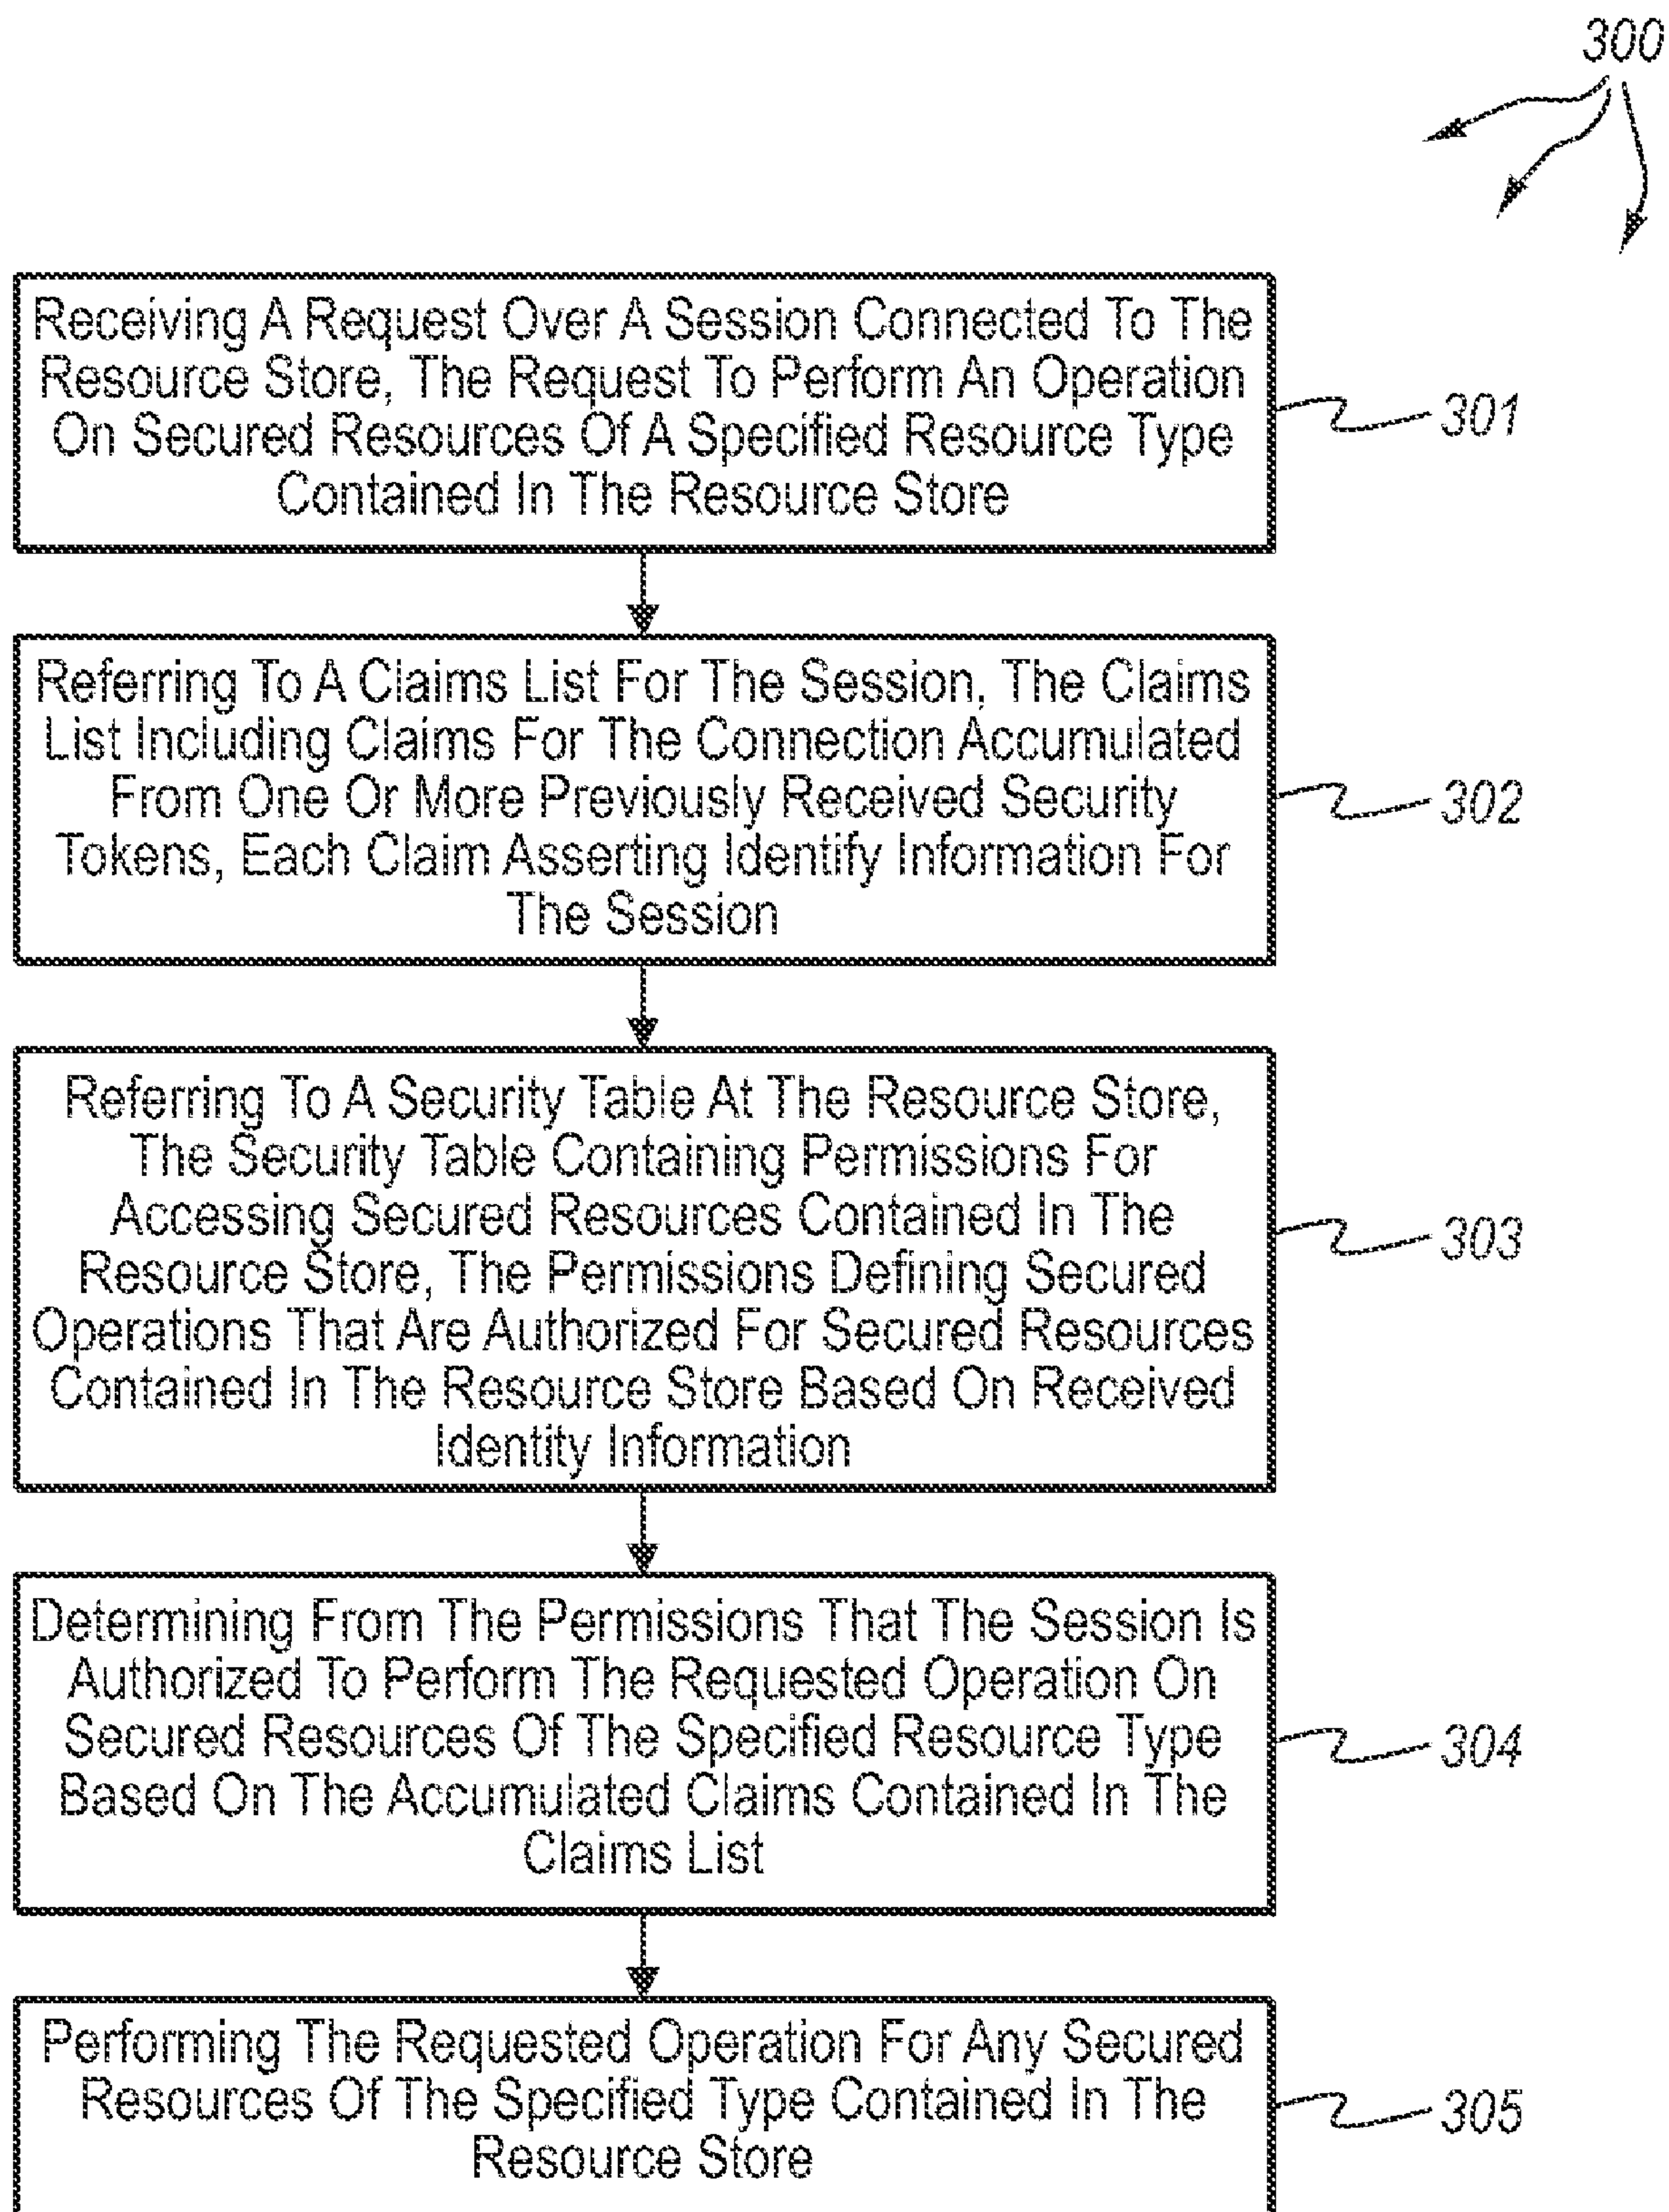 300
Receiving A Request Over A Session Connected To The
Resource Store, The Request To Perform An Operation
On Secured Resources Of A Specified Resource Type
Contained In The Resource Store
301
Referring To A Claims List For The Session, The Claims
List Including Claims For The Connection Accumulated
From One Or More Previously Received Security
Tokens, Each Claim Asserting Identify Information For
The Session
302
Referring To A Security Table At The Resource Store,
The Security Table Containing Permissions For
Accessing Secured Resources Contained In The
Resource Store, The Permissions Defining Secured
Operations That Are Authorized For Secured Resources
Contained In The Resource Store Based On Received
Identity Information
303
Determining From The Permissions That The Session Is
Authorized To Perform The Requested Operation On
Secured Resources Of The Specified Resource Type
Based On The Accumulated Claims Contained In The
Claims List
304
Performing The Requested Operation For Any Secured
Resources Of The Specified Type Contained In The
Resource Store
305